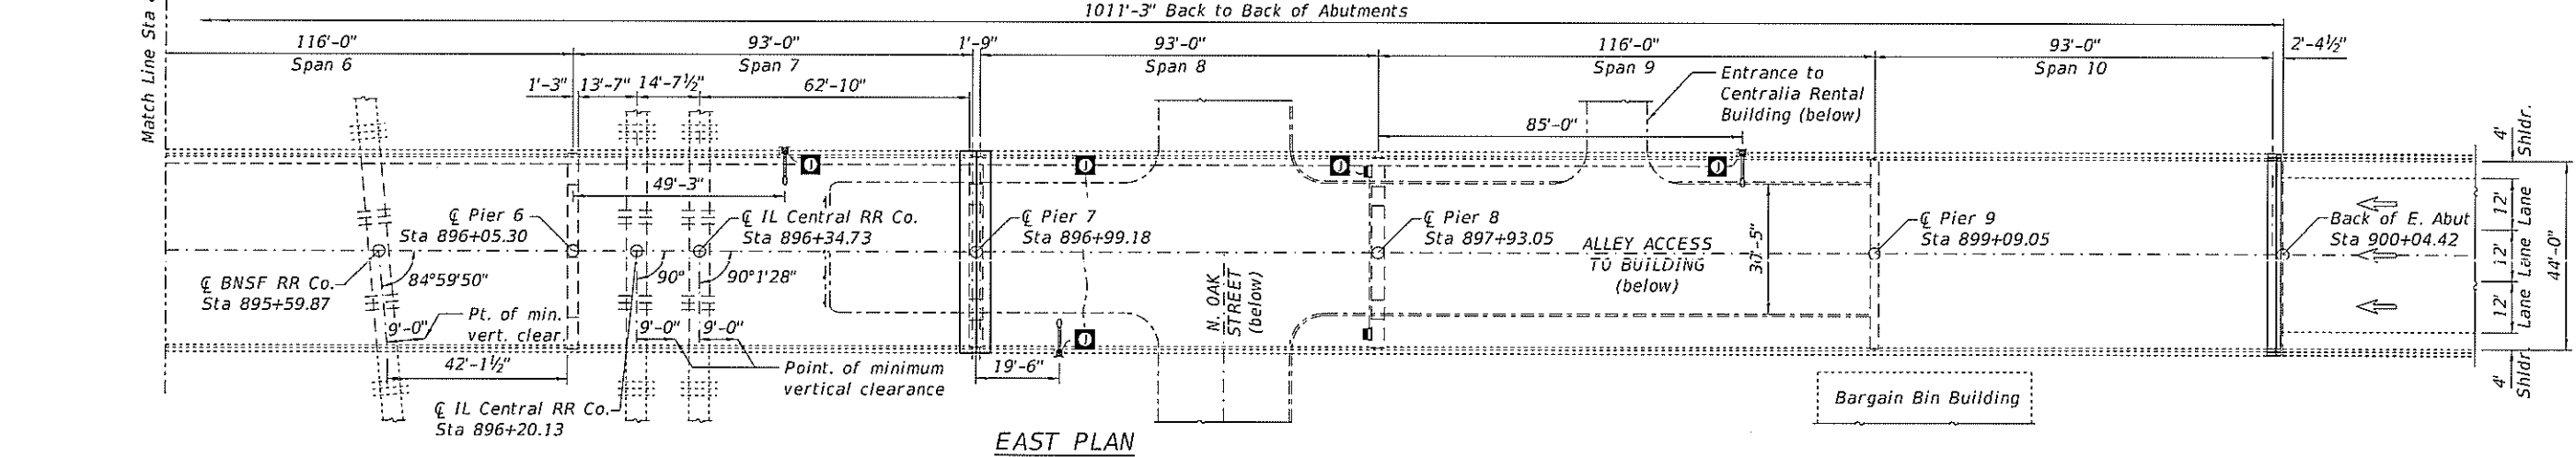 1011'-3" Back to Back of Abutments
Match Line Sta
116'-0"
Span 6
93'-0"
Span 7
1'-9"
93'-0"
Span 8
116'-0"
Span 9
93'-0"
Span 10
2'-4½"
1'-3"
13'-7"
14'-7½"
62'-10"
Entrance to
Centralia Rental
Building (below)
85'-0"
4'
Shldr.
J
J
J
J
49'-3"
℄ Pier 6
Sta 896+05.30
℄ IL Central RR Co.
Sta 896+34.73
℄ Pier 7
Sta 896+99.18
℄ Pier 8
Sta 897+93.05
ALLEY ACCESS
TO BUILDING
(below)
30'-5"
℄ Pier 9
Sta 899+09.05
Back of E. Abut
Sta 900+04.42
12'
Lane
12'
Lane
12'
Lane
44'-0"
℄ BNSF RR Co.
Sta 895+59.87
84°59'50"
90°
90°1'28"
N. OAK
STREET
(below)
9'-0"
Pt. of min.
vert. clear.
9'-0"
9'-0"
J
42'-1½"
Point. of minimum
vertical clearance
19'-6"
4'
Shldr.
℄ IL Central RR Co.
Sta 896+20.13
Bargain Bin Building
EAST PLAN